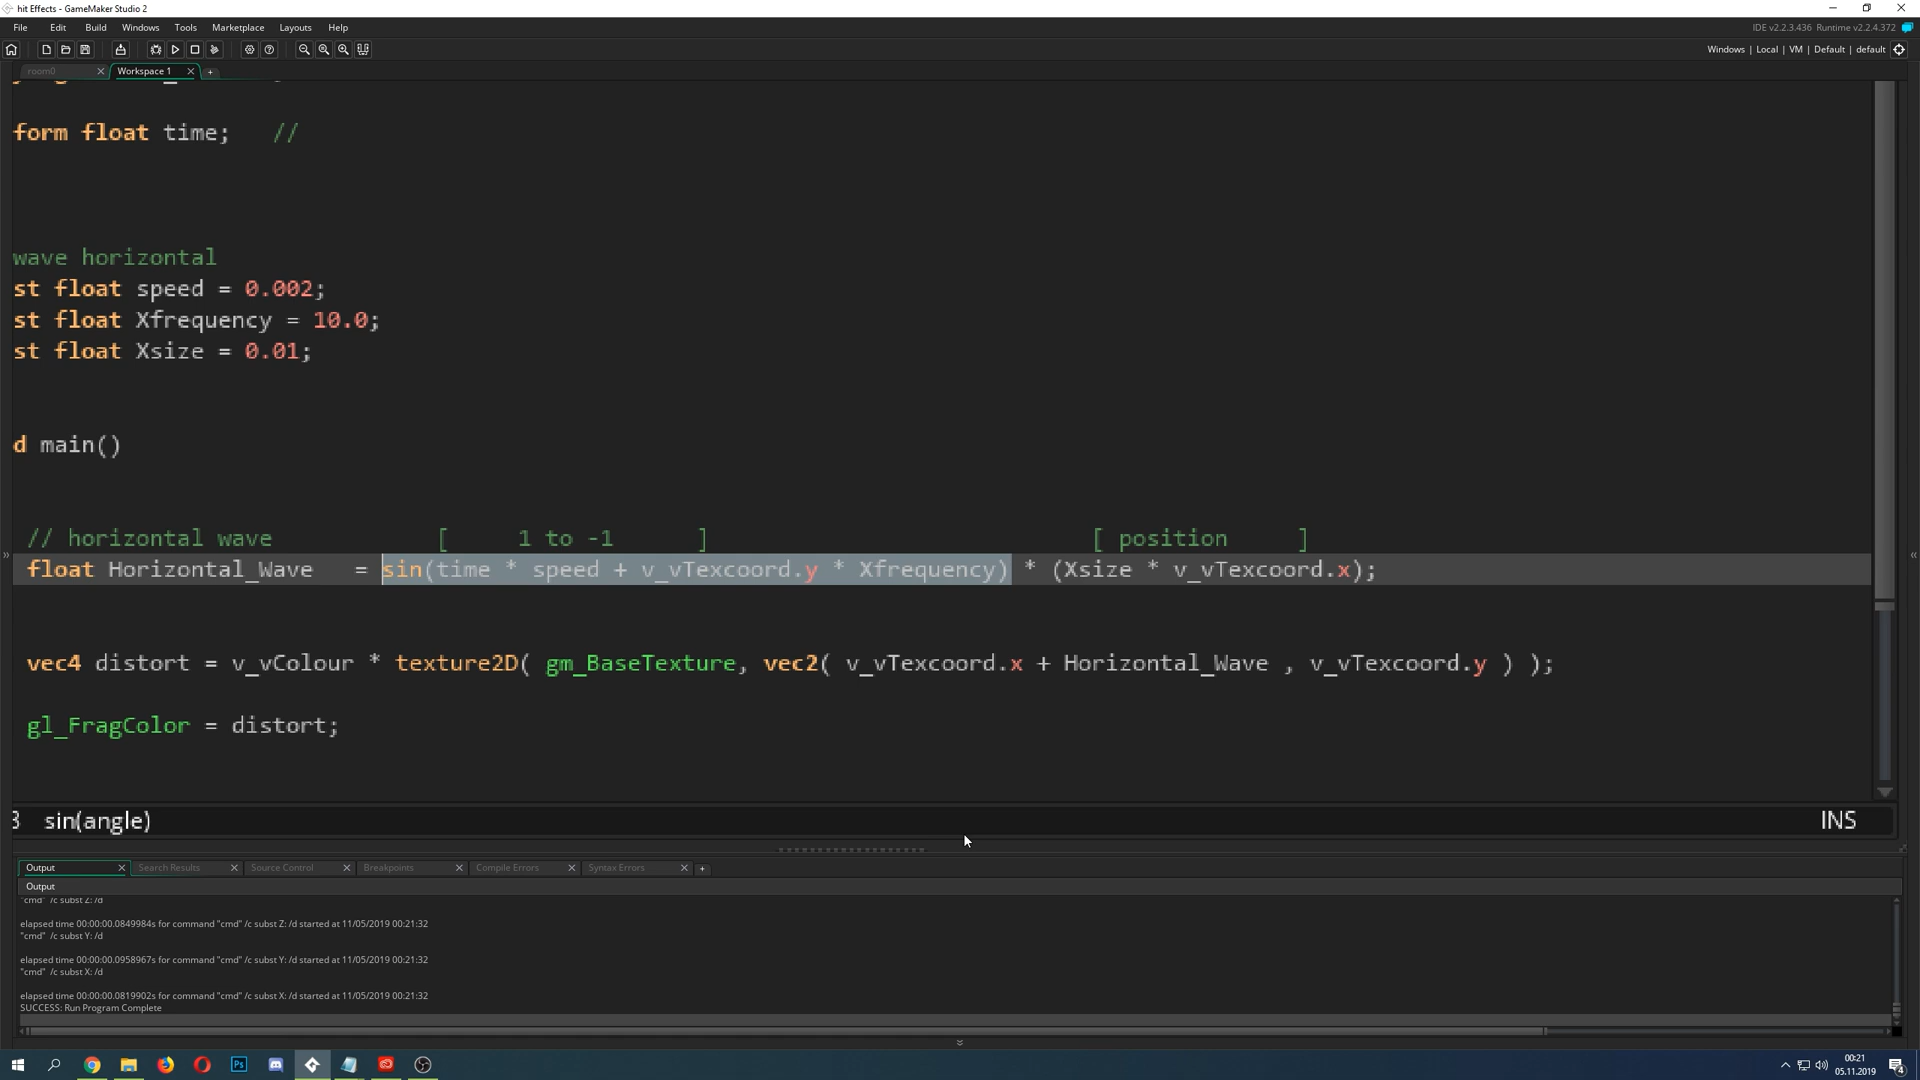 hit Effects - GameMaker Studio 2
File Edit Build Windows Tools Marketplace Layouts Help
IDE v2.2.3.436 Runtime v2.2.4.372
Windows | Local | VM | Default | default
room0 Workspace 1
form float time; //
wave horizontal
st float speed = 0.002;
st float Xfrequency = 10.0;
st float Xsize = 0.01;
d main()
// horizontal wave [ 1 to -1 ] [ position ]
float Horizontal_Wave = sin(time * speed + v_vTexcoord.y * Xfrequency) * (Xsize * v_vTexcoord.x);
vec4 distort = v_vColour * texture2D( gm_BaseTexture, vec2( v_vTexcoord.x + Horizontal_Wave , v_vTexcoord.y ) );
gl_FragColor = distort;
3 sin(angle) INS
Output Search Results Source Control Breakpoints Compile Errors Syntax Errors
Output
"cmd" /c subst Z: /d
elapsed time 00:00:00.0849984s for command "cmd" /c subst Z: /d started at 11/05/2019 00:21:32
"cmd" /c subst Y: /d
elapsed time 00:00:00.0958967s for command "cmd" /c subst Y: /d started at 11/05/2019 00:21:32
"cmd" /c subst X: /d
elapsed time 00:00:00.0819902s for command "cmd" /c subst X: /d started at 11/05/2019 00:21:32
SUCCESS: Run Program Complete
Ps
00:21
05.11.2019
4